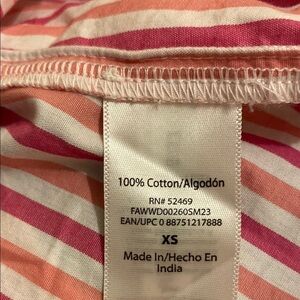 100% Cotton/Algodón
RN# 52469
FAWWD00260SM23
EAN/UPC 0 88751217888
XS
Made In/Hecho En
India